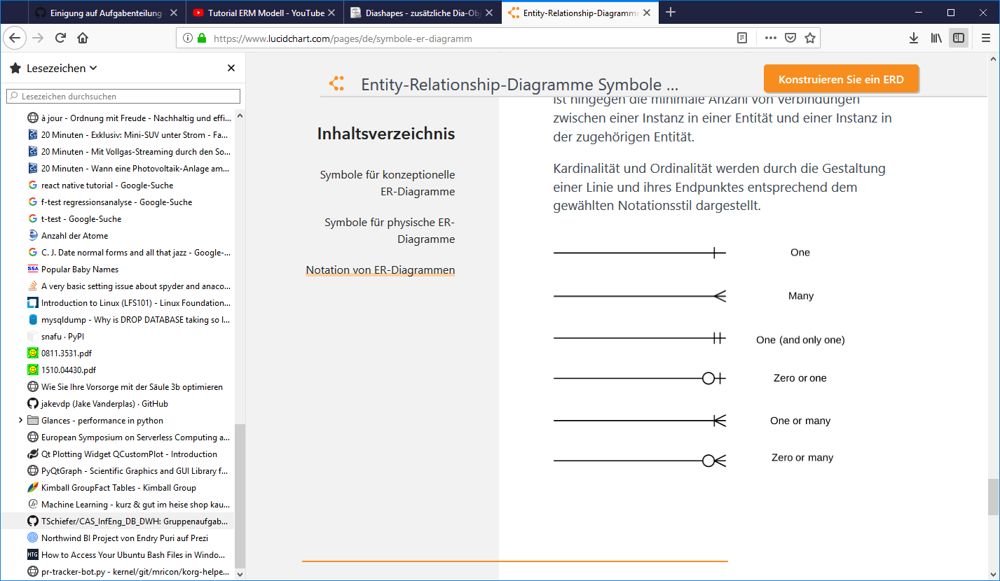 Einigung auf Aufgabenteilung
Tutorial ERM Modell - YouTube
Diashapes - zusätzliche Dia-Ob
Entity-Relationship-Diagramme
https://www.lucidchart.com/pages/de/symbole-er-diagramm
Lesezeichen
Lesezeichen durchsuchen
à jour - Ordnung mit Freude - Nachhaltig und effi...
20 Minuten - Exklusiv: Mini-SUV unter Strom - Fa...
20 Minuten - Mit Vollgas-Streaming durch den So...
20 Minuten - Wann eine Photovoltaik-Anlage am...
react native tutorial - Google-Suche
f-test regressionsanalyse - Google-Suche
t-test - Google-Suche
Anzahl der Atome
C. J. Date normal forms and all that jazz - Google-...
SSA Popular Baby Names
A very basic setting issue about spyder and anaco...
Introduction to Linux (LFS101) - Linux Foundation...
mysqldump - Why is DROP DATABASE taking so l...
snafu · PyPI
0811.3531.pdf
1510.04430.pdf
Wie Sie Ihre Vorsorge mit der Säule 3b optimieren
jakevdp (Jake Vanderplas) · GitHub
Glances - performance in python
European Symposium on Serverless Computing a...
Qt Plotting Widget QCustomPlot - Introduction
PyQtGraph - Scientific Graphics and GUI Library f...
Kimball GroupFact Tables - Kimball Group
Machine Learning - kurz & gut im heise shop kau...
TSchiefer/CAS_InfEng_DB_DWH: Gruppenaufgab...
Northwind BI Project von Endry Puri auf Prezi
HTG How to Access Your Ubuntu Bash Files in Windo...
pr-tracker-bot.py - kernel/git/mricon/korg-helpe...
Entity-Relationship-Diagramme Symbole ...
Konstruieren Sie ein ERD
Inhaltsverzeichnis
Symbole für konzeptionelle
ER-Diagramme
Symbole für physische ER-
Diagramme
Notation von ER-Diagrammen
ist hingegen die minimale Anzahl von Verbindungen
zwischen einer Instanz in einer Entität und einer Instanz in
der zugehörigen Entität.
Kardinalität und Ordinalität werden durch die Gestaltung
einer Linie und ihres Endpunktes entsprechend dem
gewählten Notationsstil dargestellt.
One
Many
One (and only one)
Zero or one
One or many
Zero or many